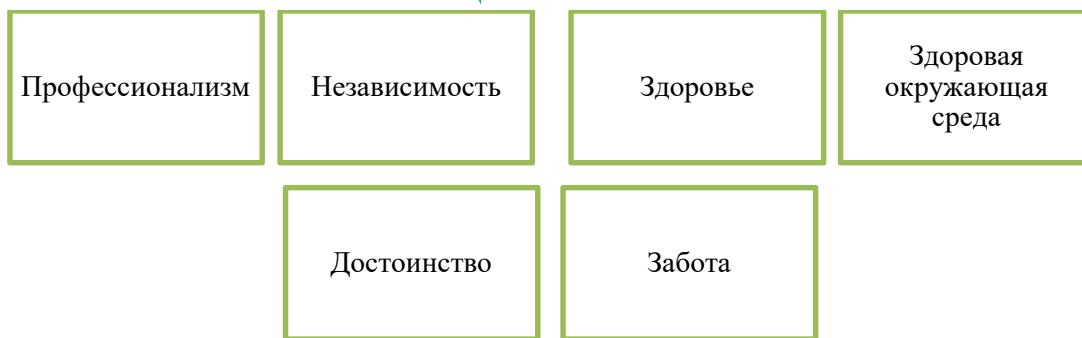 Профессионализм
Независимость
Здоровье
Здоровая
окружающая
среда
Достоинство
Забота